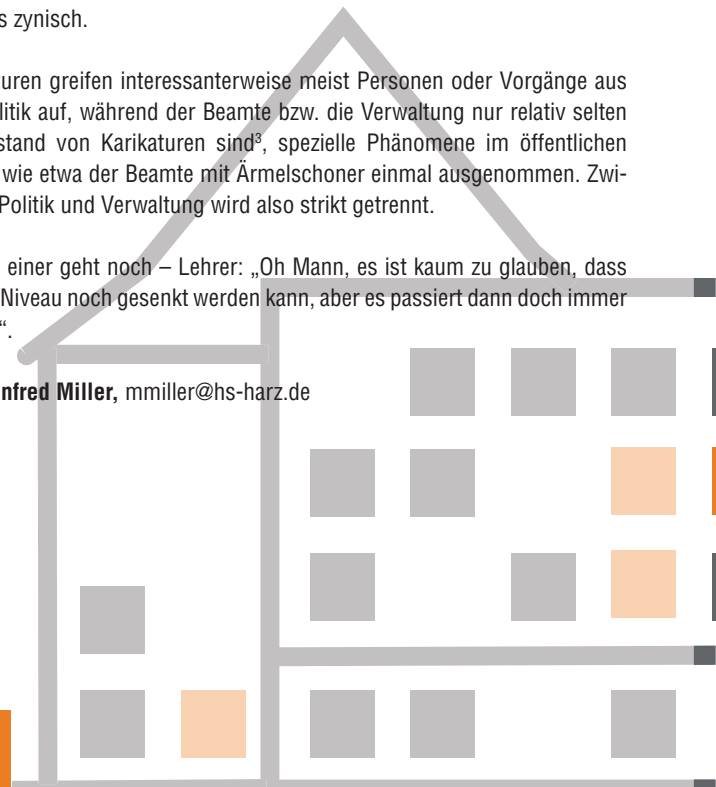 s zynisch.
turen greifen interessanterweise meist Personen oder Vorgänge aus
litik auf, während der Beamte bzw. die Verwaltung nur relativ selten
stand von Karikaturen sind³, spezielle Phänomene im öffentlichen
wie etwa der Beamte mit Ärmelschoner einmal ausgenommen. Zwi-
Politik und Verwaltung wird also strikt getrennt.
einer geht noch – Lehrer: „Oh Mann, es ist kaum zu glauben, dass
Niveau noch gesenkt werden kann, aber es passiert dann doch immer
“.
nfred Miller, mmiller@hs-harz.de